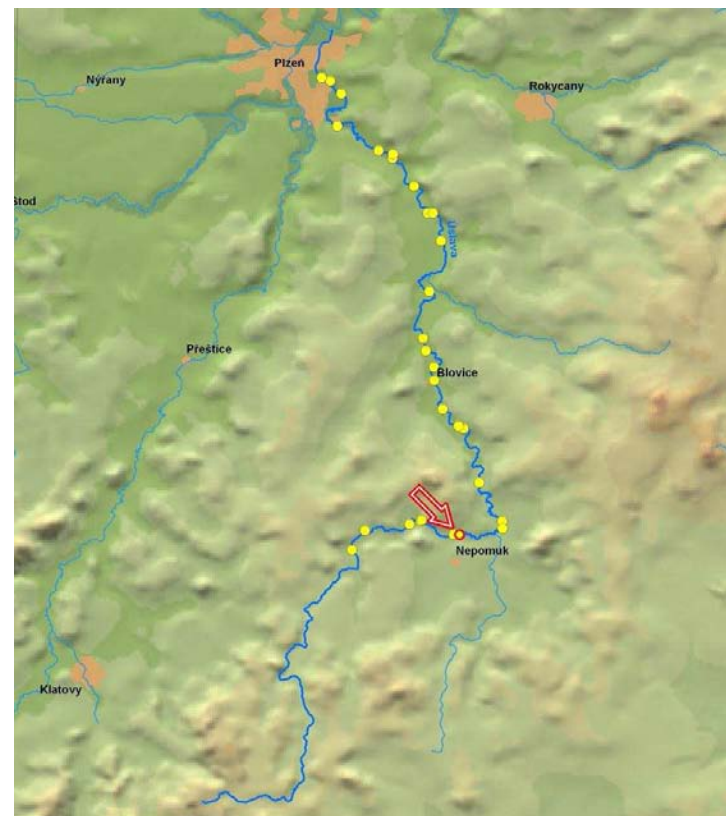 Plzeň
Nýřany
Rokycany
Stod
Úslava
Přeštice
Blovice
Nepomuk
Klatovy